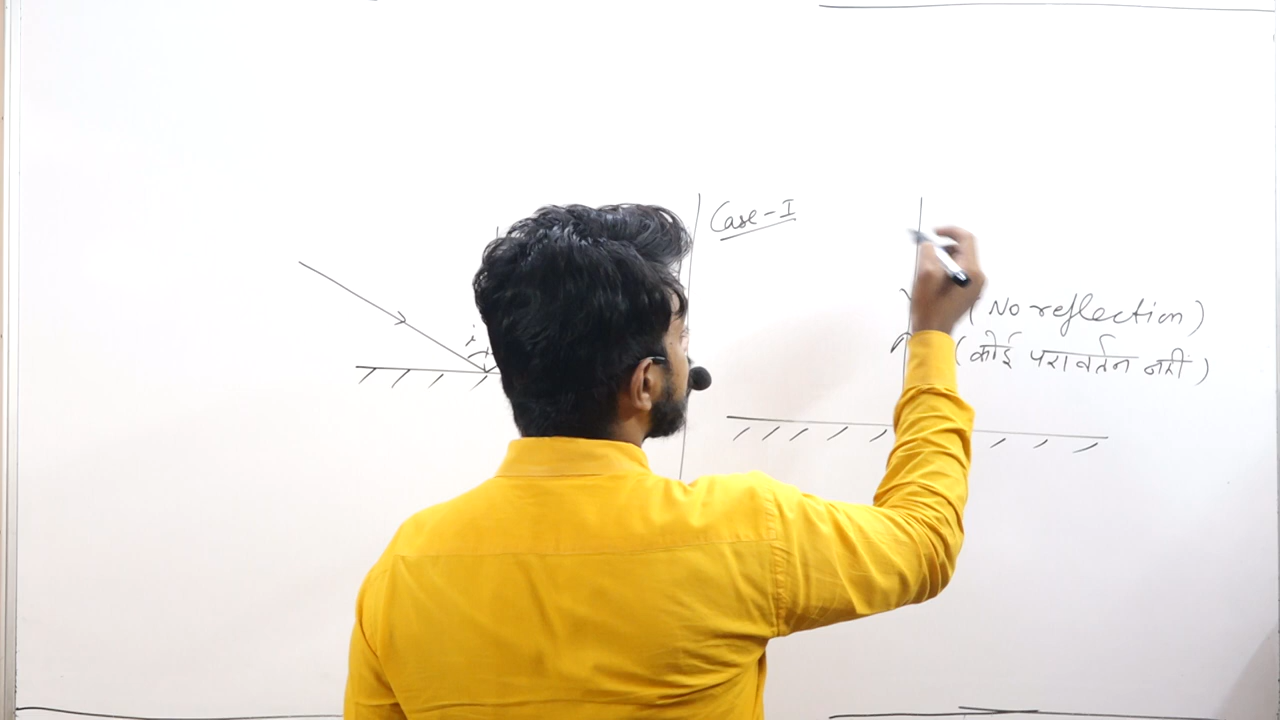 Case-I
i
(No reflection)
(कोई परावर्तन नहीं)